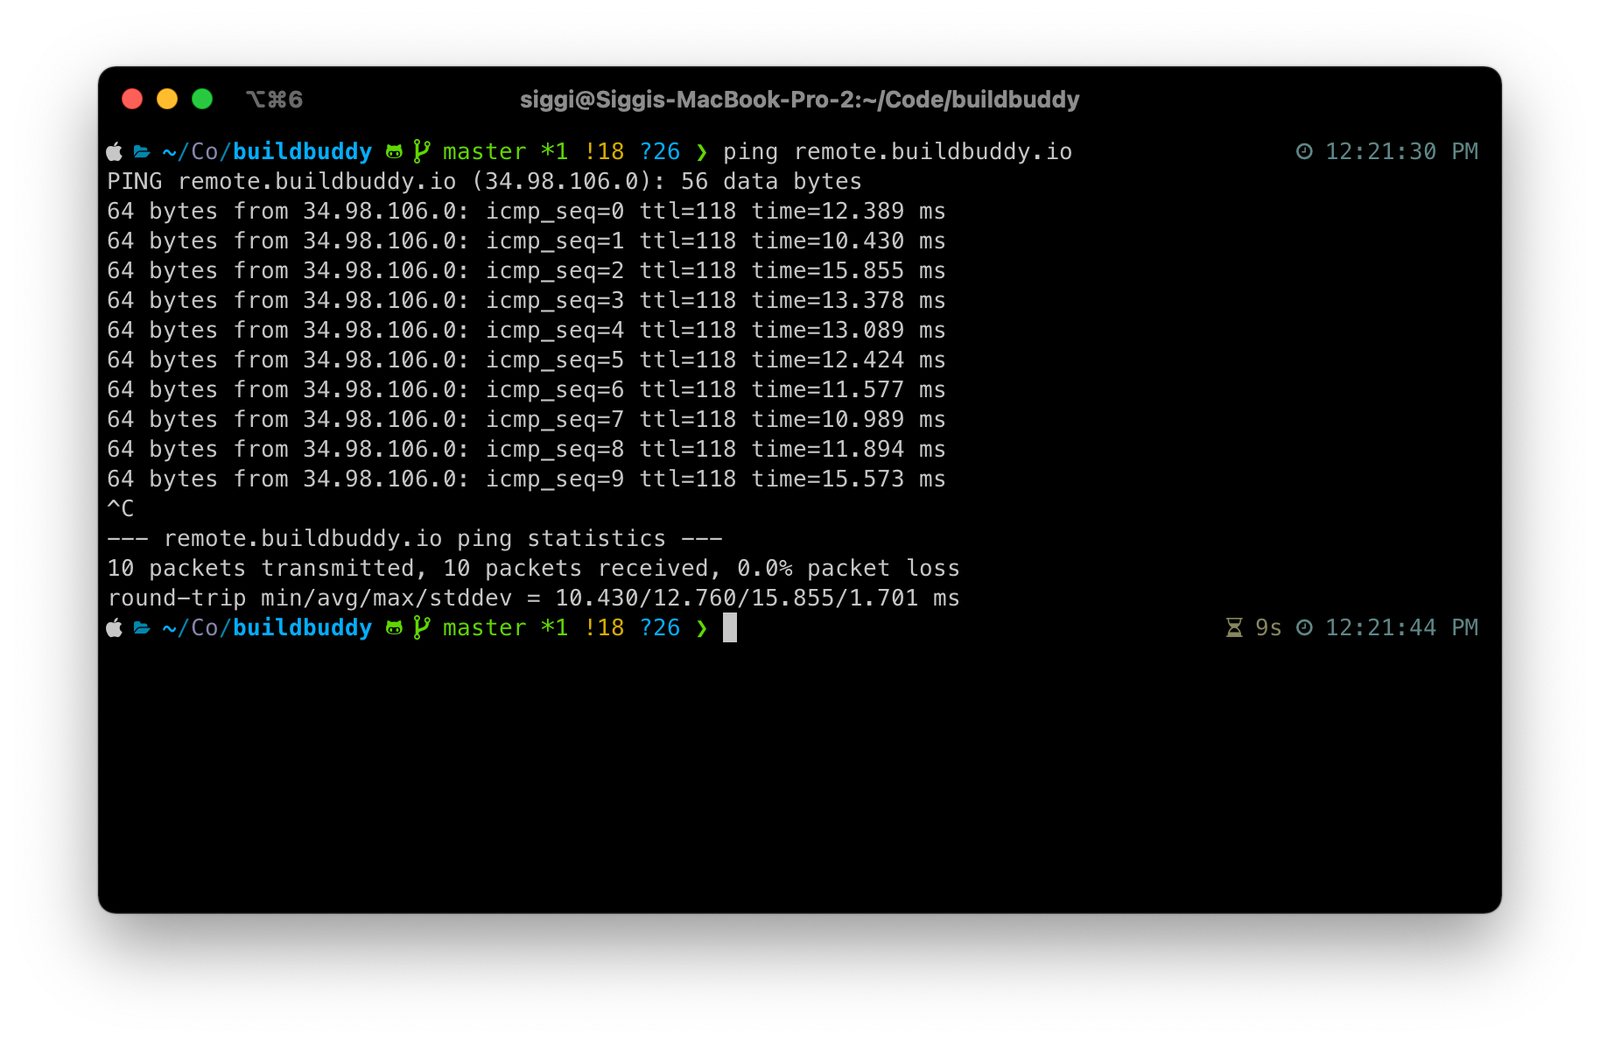 ⌥⌘6 siggi@Siggis-MacBook-Pro-2:~/Code/buildbuddy
~/Co/buildbuddy master *1 !18 ?26 ❯ ping remote.buildbuddy.io 12:21:30 PM
PING remote.buildbuddy.io (34.98.106.0): 56 data bytes
64 bytes from 34.98.106.0: icmp_seq=0 ttl=118 time=12.389 ms
64 bytes from 34.98.106.0: icmp_seq=1 ttl=118 time=10.430 ms
64 bytes from 34.98.106.0: icmp_seq=2 ttl=118 time=15.855 ms
64 bytes from 34.98.106.0: icmp_seq=3 ttl=118 time=13.378 ms
64 bytes from 34.98.106.0: icmp_seq=4 ttl=118 time=13.089 ms
64 bytes from 34.98.106.0: icmp_seq=5 ttl=118 time=12.424 ms
64 bytes from 34.98.106.0: icmp_seq=6 ttl=118 time=11.577 ms
64 bytes from 34.98.106.0: icmp_seq=7 ttl=118 time=10.989 ms
64 bytes from 34.98.106.0: icmp_seq=8 ttl=118 time=11.894 ms
64 bytes from 34.98.106.0: icmp_seq=9 ttl=118 time=15.573 ms
^C
--- remote.buildbuddy.io ping statistics ---
10 packets transmitted, 10 packets received, 0.0% packet loss
round-trip min/avg/max/stddev = 10.430/12.760/15.855/1.701 ms
~/Co/buildbuddy master *1 !18 ?26 ❯ 9s 12:21:44 PM